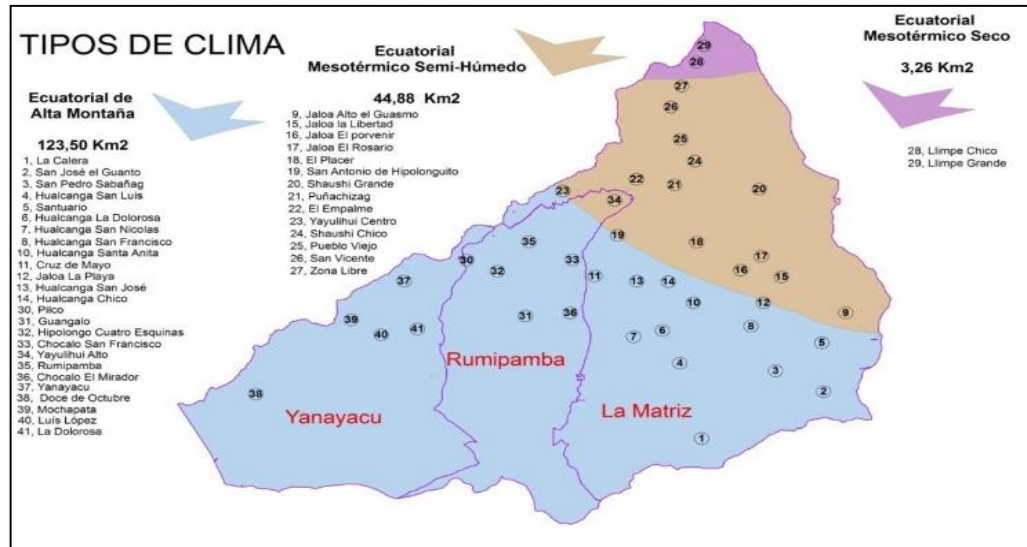 TIPOS DE CLIMA
Ecuatorial de
Alta Montaña
123,50 Km2
1, La Calera
2, San José el Guanto
3, San Pedro Sabañag
4, Hualcanga San Luis
5, Santuario
6, Hualcanga La Dolorosa
7, Hualcanga San Nicolas
8, Hualcanga San Francisco
10, Hualcanga Santa Anita
11, Cruz de Mayo
12, Jaloa La Playa
13, Hualcanga San José
14, Hualcanga Chico
30, Pilco
31, Guangalo
32, Hipolongo Cuatro Esquinas
33, Chocalo San Francisco
34, Yayulihui Alto
35, Rumipamba
36, Chocalo El Mirador
37, Yanayacu
38, Doce de Octubre
39, Mochapata
40, Luís López
41, La Dolorosa
Ecuatorial
Mesotérmico Semi-Húmedo
44,88 Km2
9, Jaloa Alto el Guasmo
15, Jaloa la Libertad
16, Jaloa El porvenir
17, Jaloa El Rosario
18, El Placer
19, San Antonio de Hipolonguito
20, Shaushi Grande
21, Puñachizag
22, El Empalme
23, Yayulihui Centro
24, Shaushi Chico
25, Pueblo Viejo
26, San Vicente
27, Zona Libre
Ecuatorial
Mesotérmico Seco
3,26 Km2
28, Llimpe Chico
29, Llimpe Grande
29
28
27
26
25
24
22
21
20
23
34
19
18
17
16
15
35
30
32
33
11
13
14
10
12
9
37
39
40
41
31
36
7
6
8
5
Rumipamba
4
3
2
38
Yanayacu
La Matriz
1